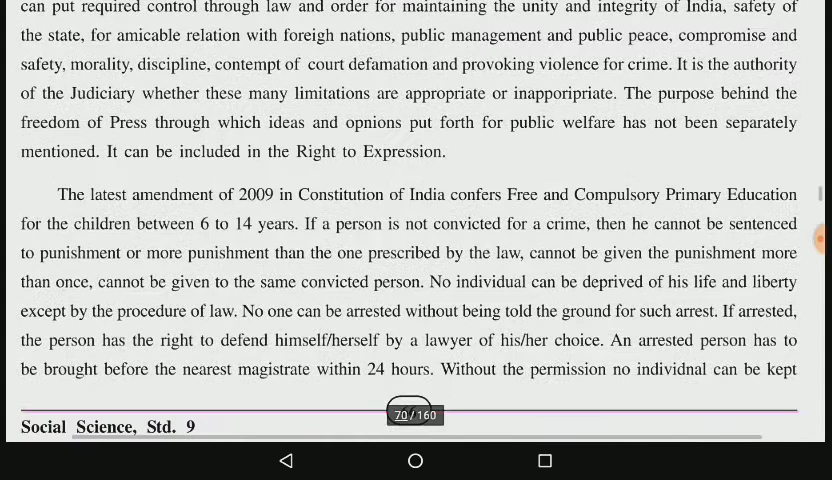 can put required control through law and order for maintaining the unity and integrity of India, safety of
the state, for amicable relation with foreign nations, public management and public peace, compromise and
safety, morality, discipline, contempt of court defamation and provoking violence for crime. It is the authority
of the Judiciary whether these many limitations are appropriate or inapporipriate. The purpose behind the
freedom of Press through which ideas and opnions put forth for public welfare has not been separately
mentioned. It can be included in the Right to Expression.
The latest amendment of 2009 in Constitution of India confers Free and Compulsory Primary Education
for the children between 6 to 14 years. If a person is not convicted for a crime, then he cannot be sentenced
to punishment or more punishment than the one prescribed by the law, cannot be given the punishment more
than once, cannot be given to the same convicted person. No individual can be deprived of his life and liberty
except by the procedure of law. No one can be arrested without being told the ground for such arrest. If arrested,
the person has the right to defend himself/herself by a lawyer of his/her choice. An arrested person has to
be brought before the nearest magistrate within 24 hours. Without the permission no individnal can be kept
70/160
Social Science, Std. 9